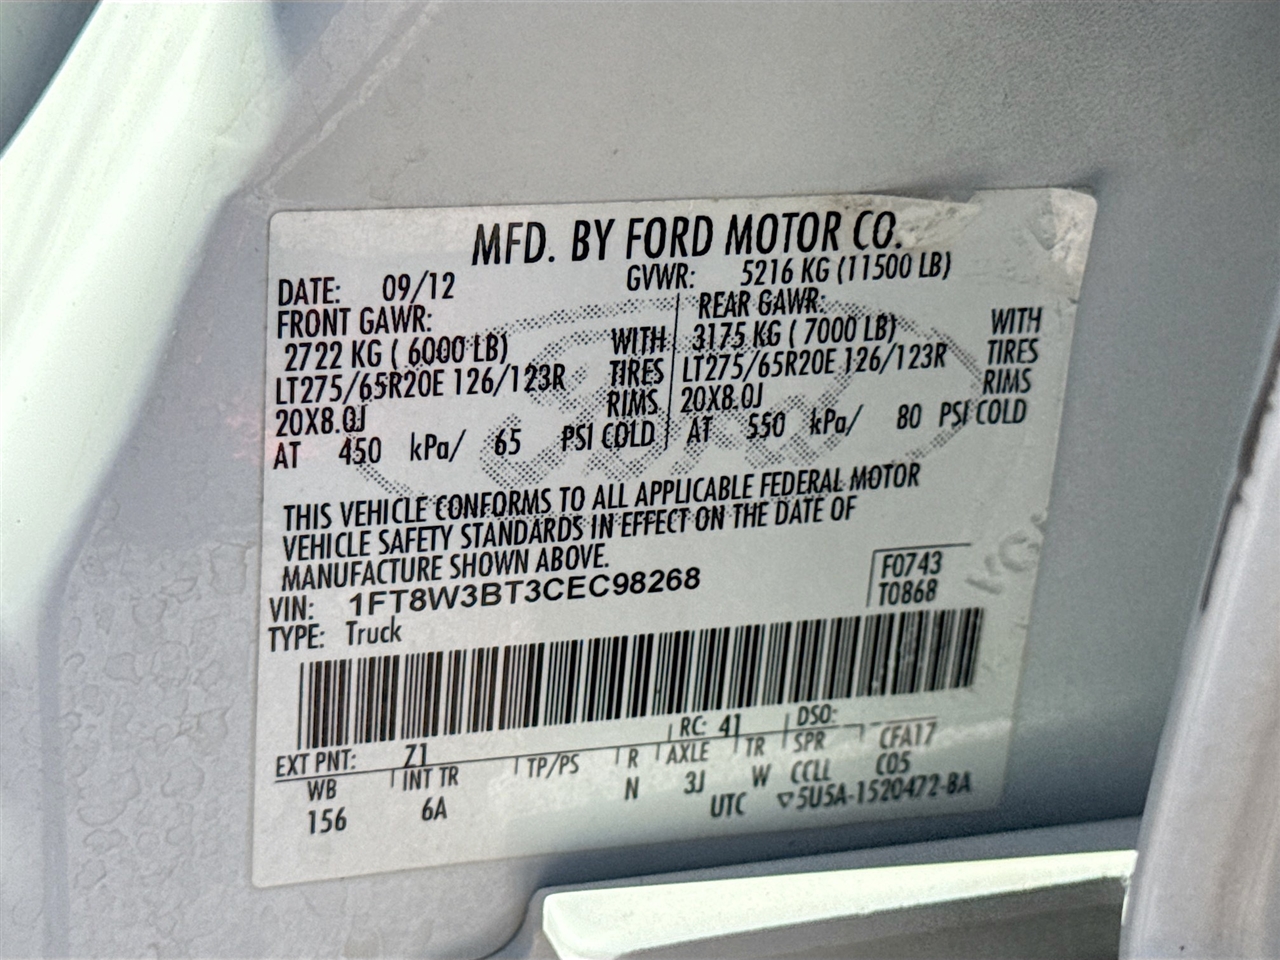 MFD. BY FORD MOTOR CO.
DATE: 09/12 GVWR: 5216 KG (11500 LB)
FRONT GAWR: REAR GAWR:
2722 KG ( 6000 LB) WITH 3175 KG ( 7000 LB) WITH
LT275/65R20E 126/123R TIRES LT275/65R20E 126/123R TIRES
20X8.0J RIMS 20X8.0J RIMS
AT 450 kPa/ 65 PSI COLD AT 550 kPa/ 80 PSI COLD
THIS VEHICLE CONFORMS TO ALL APPLICABLE FEDERAL MOTOR
VEHICLE SAFETY STANDARDS IN EFFECT ON THE DATE OF
MANUFACTURE SHOWN ABOVE.
VIN: 1FT8W3BT3CEC98268
F0743
T0868
TYPE: Truck
EXT PNT: Z1 RC: 41 DSO:
WB INT TR TP/PS R AXLE TR SPR CFA17
156 6A N 3J W CCLL C05
UTC ▽5U5A-1520472-BA